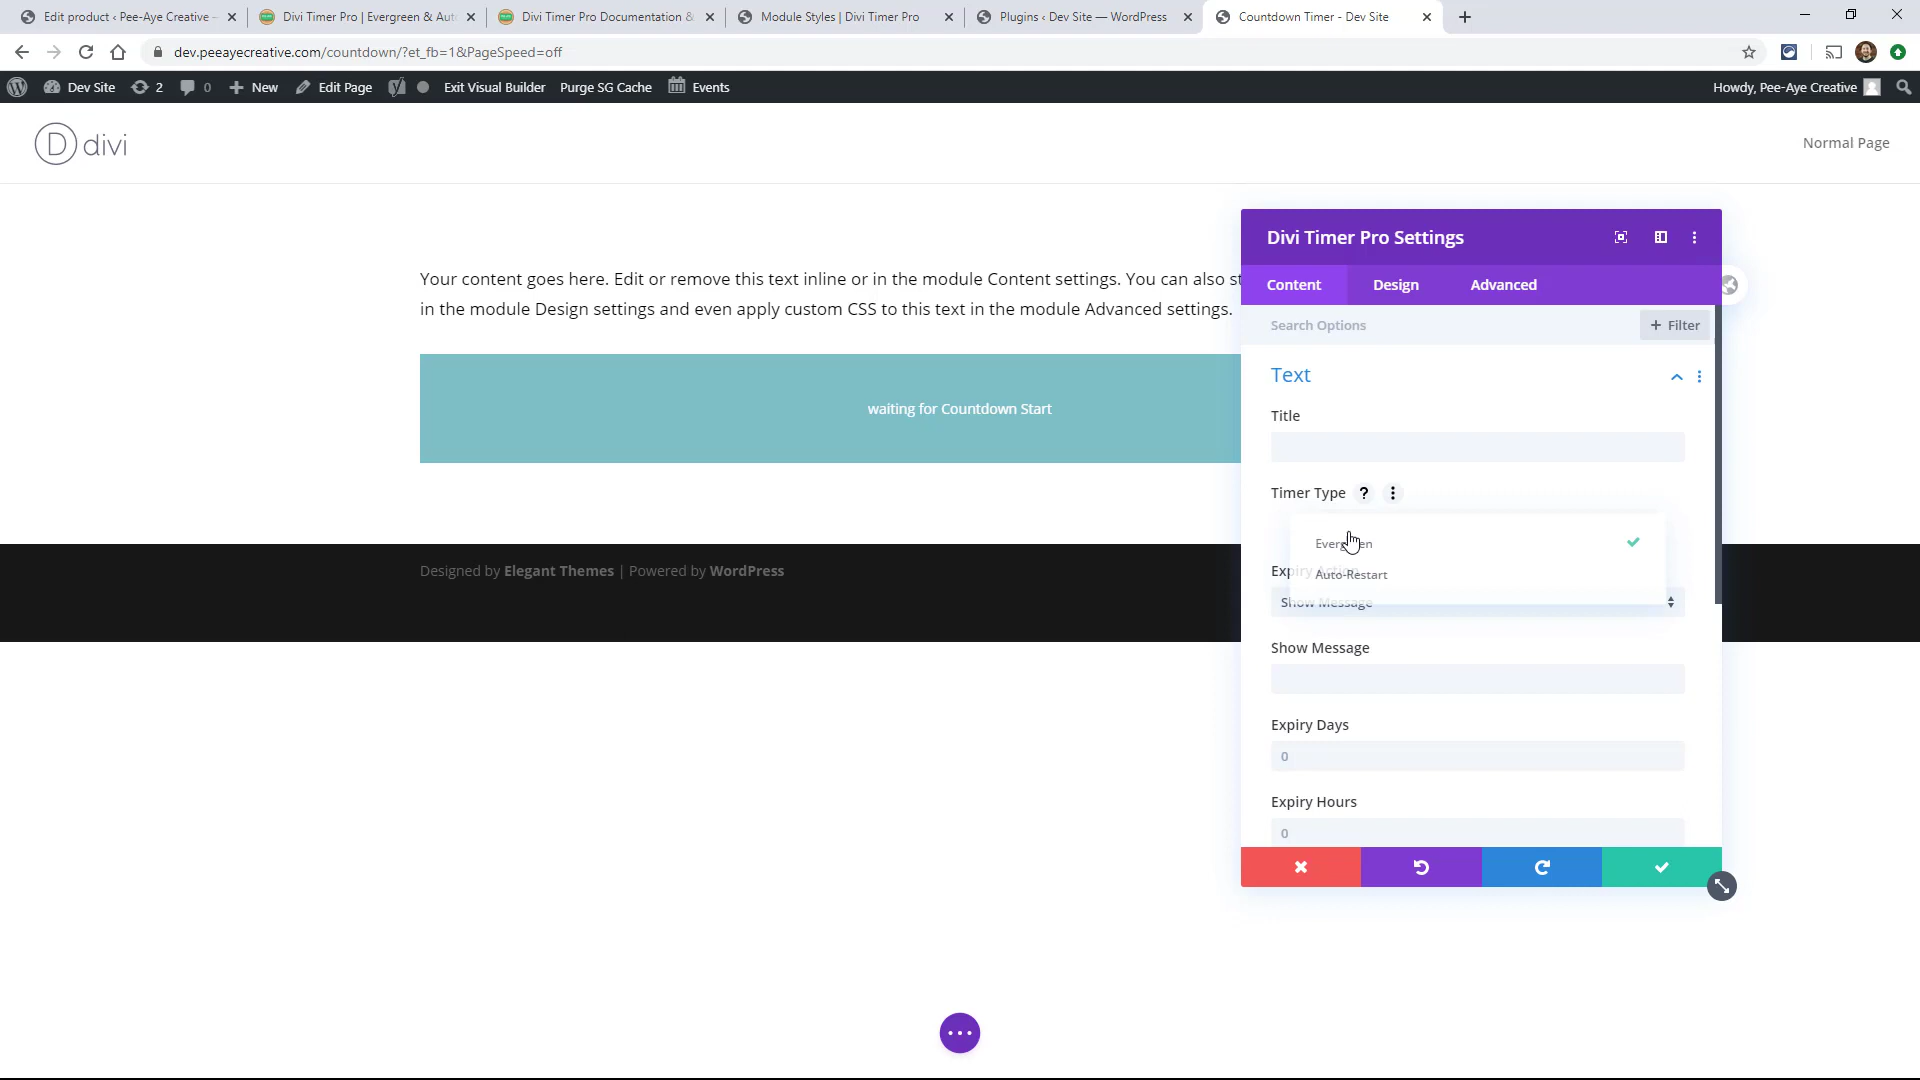 Edit product ‹ Pee-Aye Creative –
Divi Timer Pro | Evergreen & Aut
Divi Timer Pro Documentation &
Module Styles | Divi Timer Pro
Plugins ‹ Dev Site — WordPress
Countdown Timer - Dev Site
dev.peeayecreative.com/countdown/?et_fb=1&PageSpeed=off
Dev Site
2
0
New
Edit Page
Exit Visual Builder
Purge SG Cache
Events
Howdy, Pee-Aye Creative
D divi
Normal Page
Your content goes here. Edit or remove this text inline or in the module Content settings. You can also st
in the module Design settings and even apply custom CSS to this text in the module Advanced settings.
waiting for Countdown Start
Designed by Elegant Themes | Powered by WordPress
Divi Timer Pro Settings
Content
Design
Advanced
Search Options
+ Filter
Text
Title
Timer Type ?
Evergreen
Auto-Restart
Expiry Action
Show Message
Show Message
Expiry Days
0
Expiry Hours
0